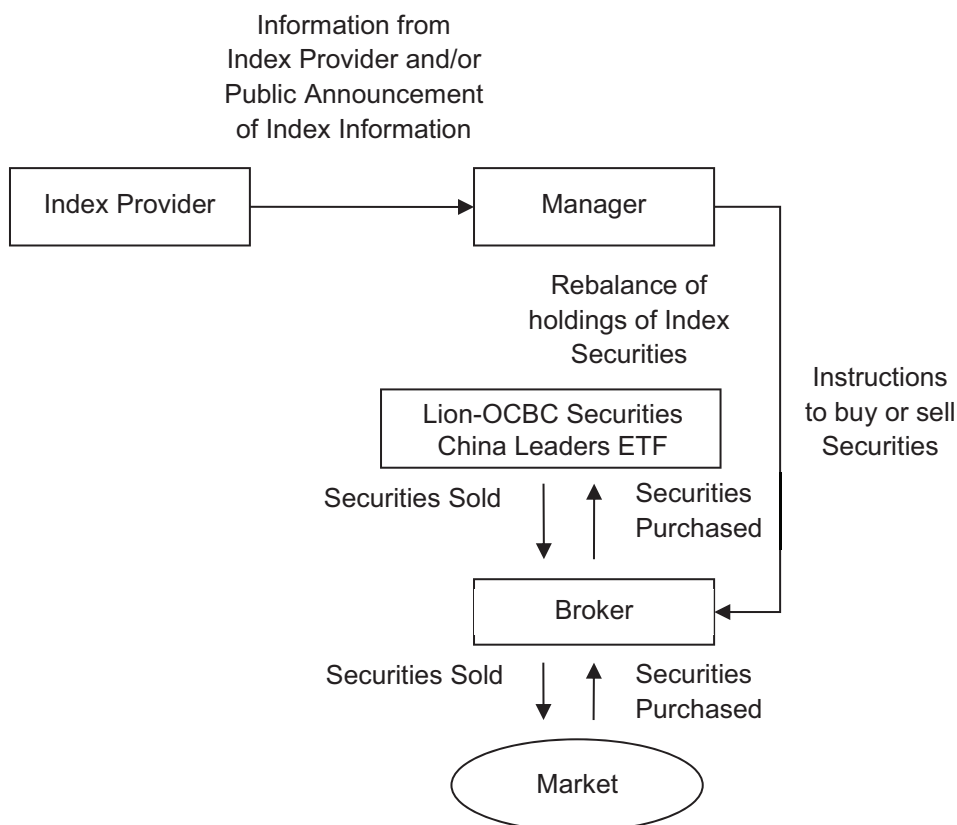 Information from
Index Provider and/or
Public Announcement
of Index Information
Index Provider
Manager
Rebalance of
holdings of Index
Securities
Instructions
to buy or sell
Securities
Lion-OCBC Securities
China Leaders ETF
Securities Sold
Securities
Purchased
Broker
Securities Sold
Securities
Purchased
Market